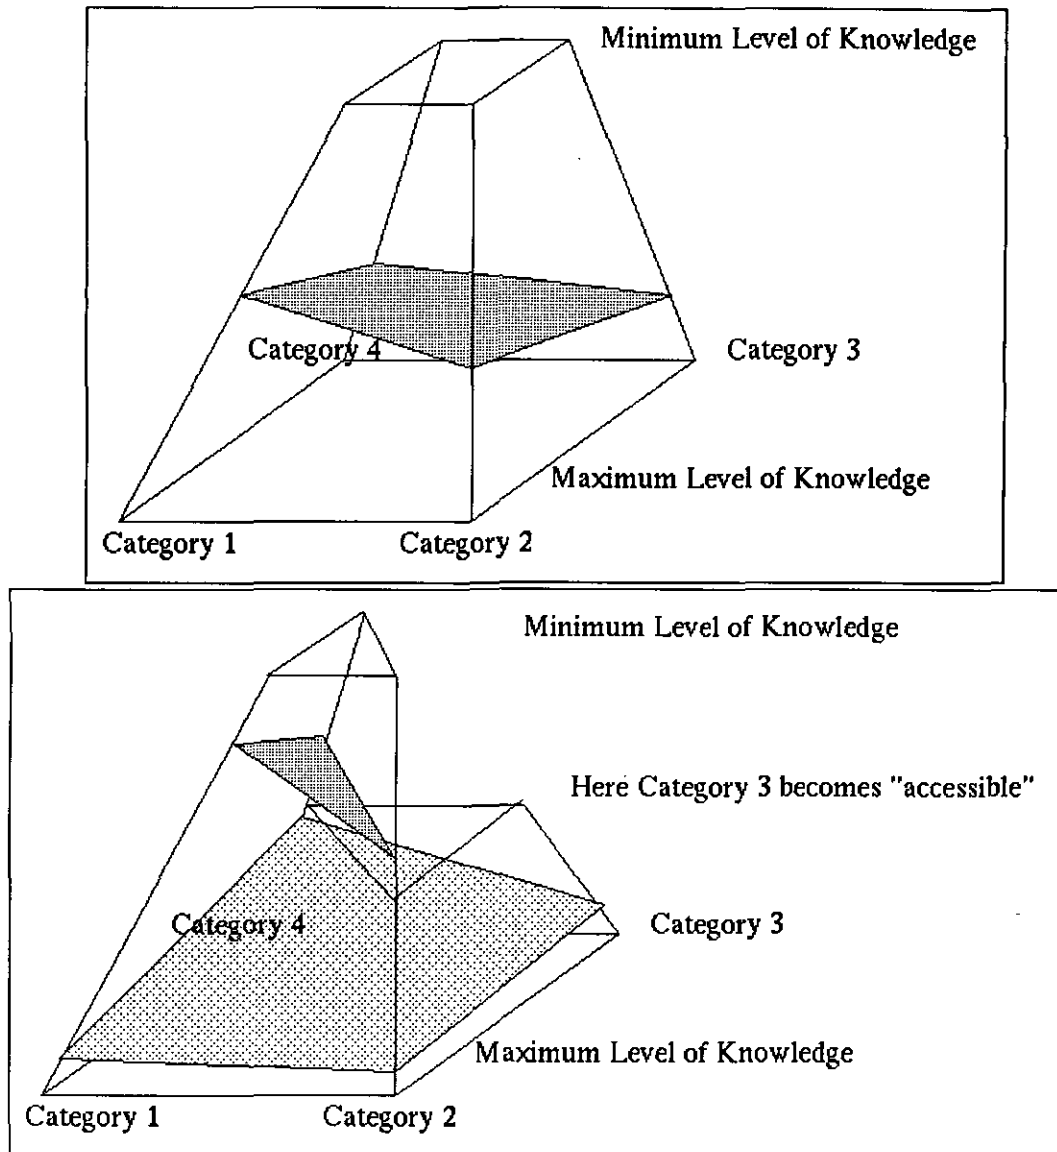 Minimum Level of Knowledge
Category 4
Category 3
Maximum Level of Knowledge
Category 1
Category 2
Minimum Level of Knowledge
Here Category 3 becomes "accessible"
Category 4
Category 3
Maximum Level of Knowledge
Category 1
Category 2